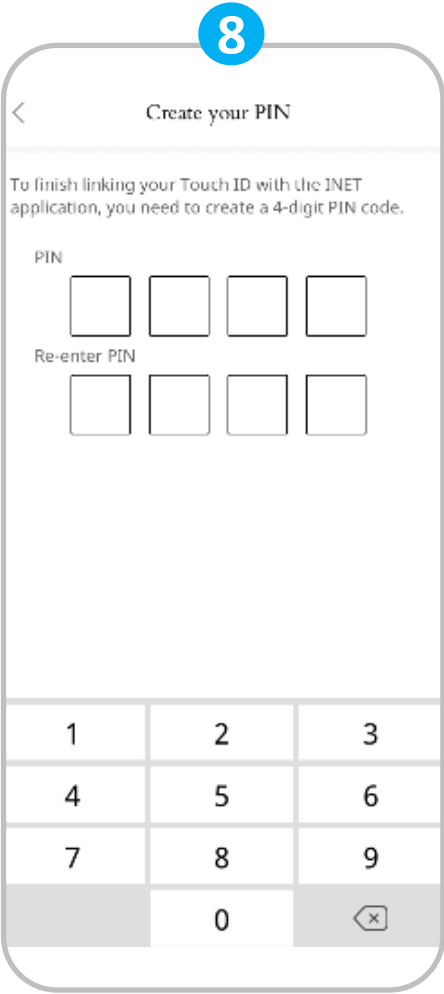 8
Create your PIN
To finish linking your Touch ID with the INET
application, you need to create a 4-digit PIN code.
PIN
Re-enter PIN
1 2 3
4 5 6
7 8 9
0